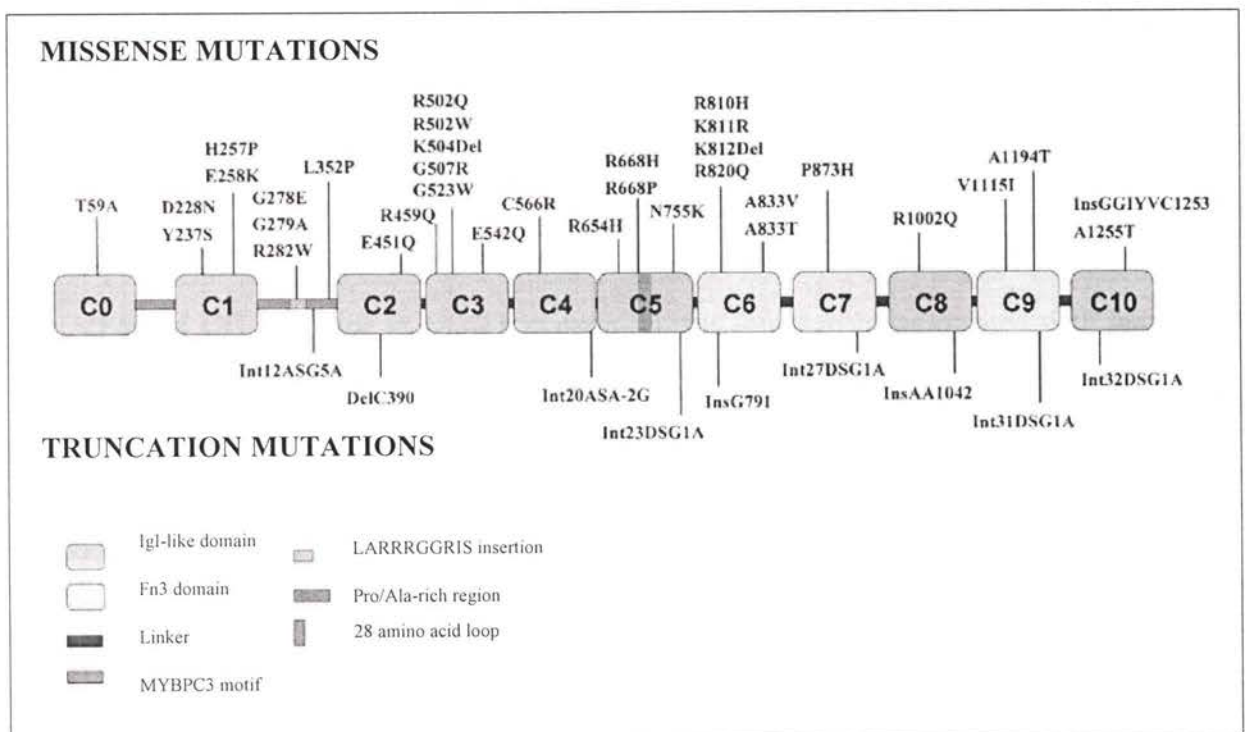 MISSENSE MUTATIONS
R502Q
R502W
K504Del
G507R
G523W
R810H
K811R
K812Del
R820Q
H257P
E258K
L352P
R668H
R668P
P873H
A1194T
V1115I
T59A
D228N
Y237S
G278E
G279A
R282W
R459Q
E451Q
E542Q
C566R
R654H
N755K
A833V
A833T
R1002Q
InsGGIYVC1253
A1255T
C0
C1
C2
C3
C4
C5
C6
C7
C8
C9
C10
Int12ASG5A
DelC390
Int20ASA-2G
Int23DSG1A
InsG791
Int27DSG1A
InsAA1042
Int31DSG1A
Int32DSG1A
TRUNCATION MUTATIONS
IgI-like domain
Fn3 domain
Linker
MYBPC3 motif
LARRRGGRIS insertion
Pro/Ala-rich region
28 amino acid loop